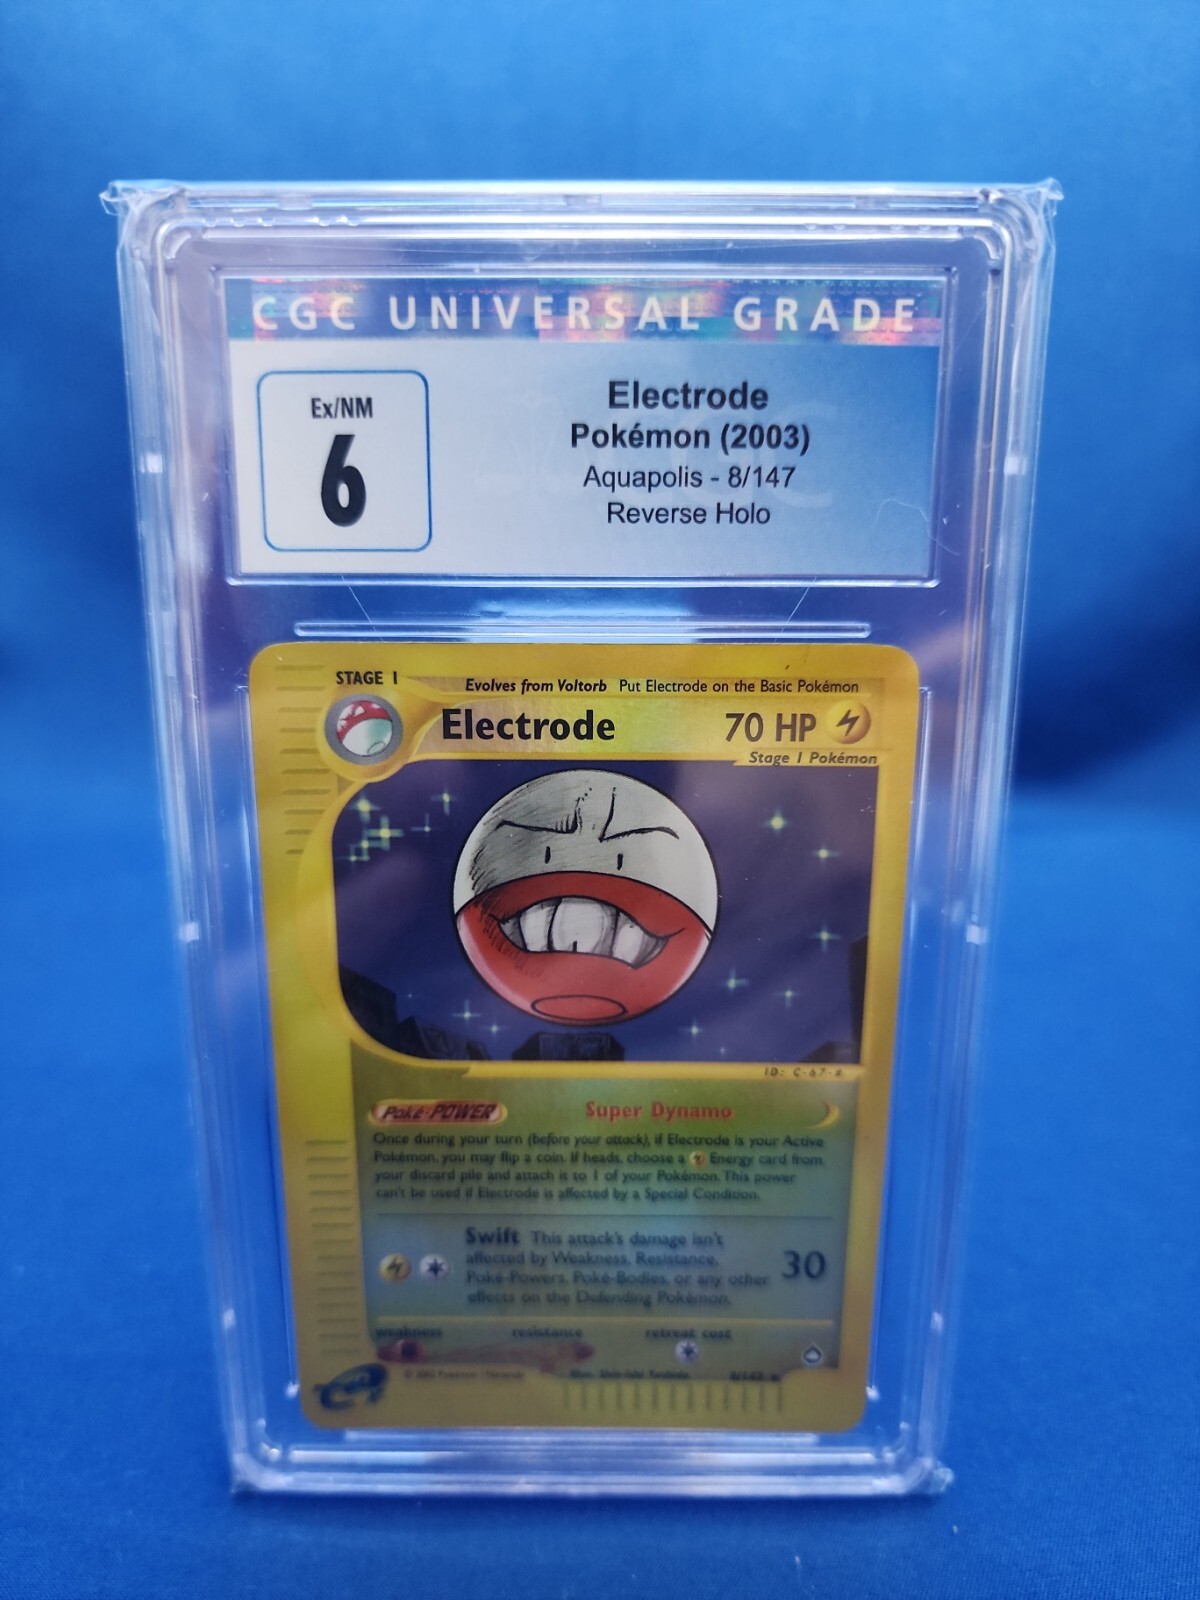 CGC UNIVERSAL GRADE
Ex/NM
6
Electrode
Pokémon (2003)
Aquapolis - 8/147
Reverse Holo
STAGE 1
Evolves from Voltorb Put Electrode on the Basic Pokémon
Electrode 70 HP
Stage 1 Pokémon
ID: C-67-#
Poké-POWER Super Dynamo
Once during your turn (before your attack), if Electrode is your Active
Pokémon, you may flip a coin. If heads, choose a Energy card from
your discard pile and attach it to 1 of your Pokémon. This power
can't be used if Electrode is affected by a Special Condition.
Swift This attack's damage isn't
affected by Weakness, Resistance,
Poké-Powers, Poké-Bodies, or any other
effects on the Defending Pokémon.
30
weakness resistance retreat cost
8/147